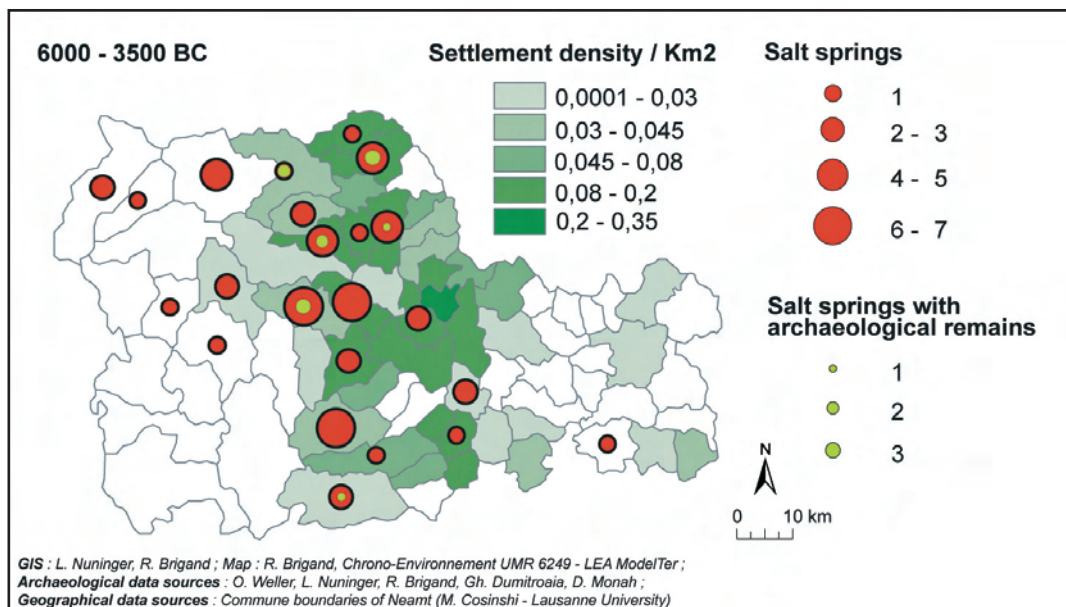 6000 - 3500 BC
Settlement density / Km2
0,0001 - 0,03
0,03 - 0,045
0,045 - 0,08
0,08 - 0,2
0,2 - 0,35
Salt springs
1
2 - 3
4 - 5
6 - 7
Salt springs with
archaeological remains
1
2
3
N
0 10 km
GIS : L. Nuninger, R. Brigand ; Map : R. Brigand, Chrono-Environnement UMR 6249 - LEA ModelTer ;
Archaeological data sources : O. Weller, L. Nuninger, R. Brigand, Gh. Dumitroaia, D. Monah ;
Geographical data sources : Commune boundaries of Neamt (M. Cosinshi - Lausanne University)